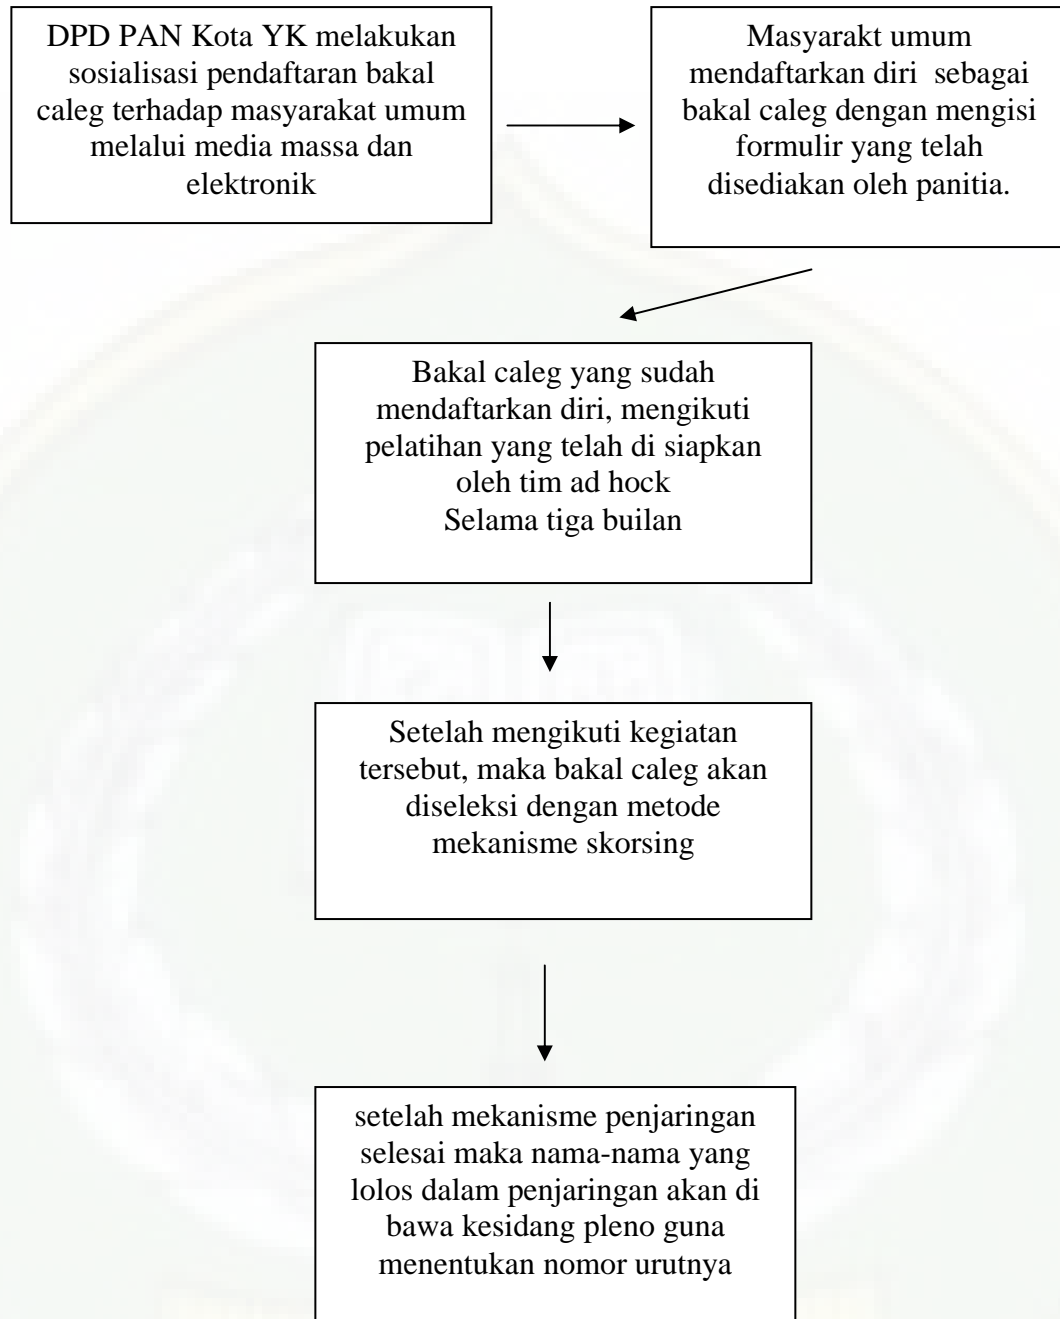 DPD PAN Kota YK melakukan
sosialisasi pendaftaran bakal
caleg terhadap masyarakat umum
melalui media massa dan
elektronik
Masyarakt umum
mendaftarkan diri sebagai
bakal caleg dengan mengisi
formulir yang telah
disediakan oleh panitia.
Bakal caleg yang sudah
mendaftarkan diri, mengikuti
pelatihan yang telah di siapkan
oleh tim ad hock
Selama tiga builan
Setelah mengikuti kegiatan
tersebut, maka bakal caleg akan
diseleksi dengan metode
mekanisme skorsing
setelah mekanisme penjaringan
selesai maka nama-nama yang
lolos dalam penjaringan akan di
bawa kesidang pleno guna
menentukan nomor urutnya